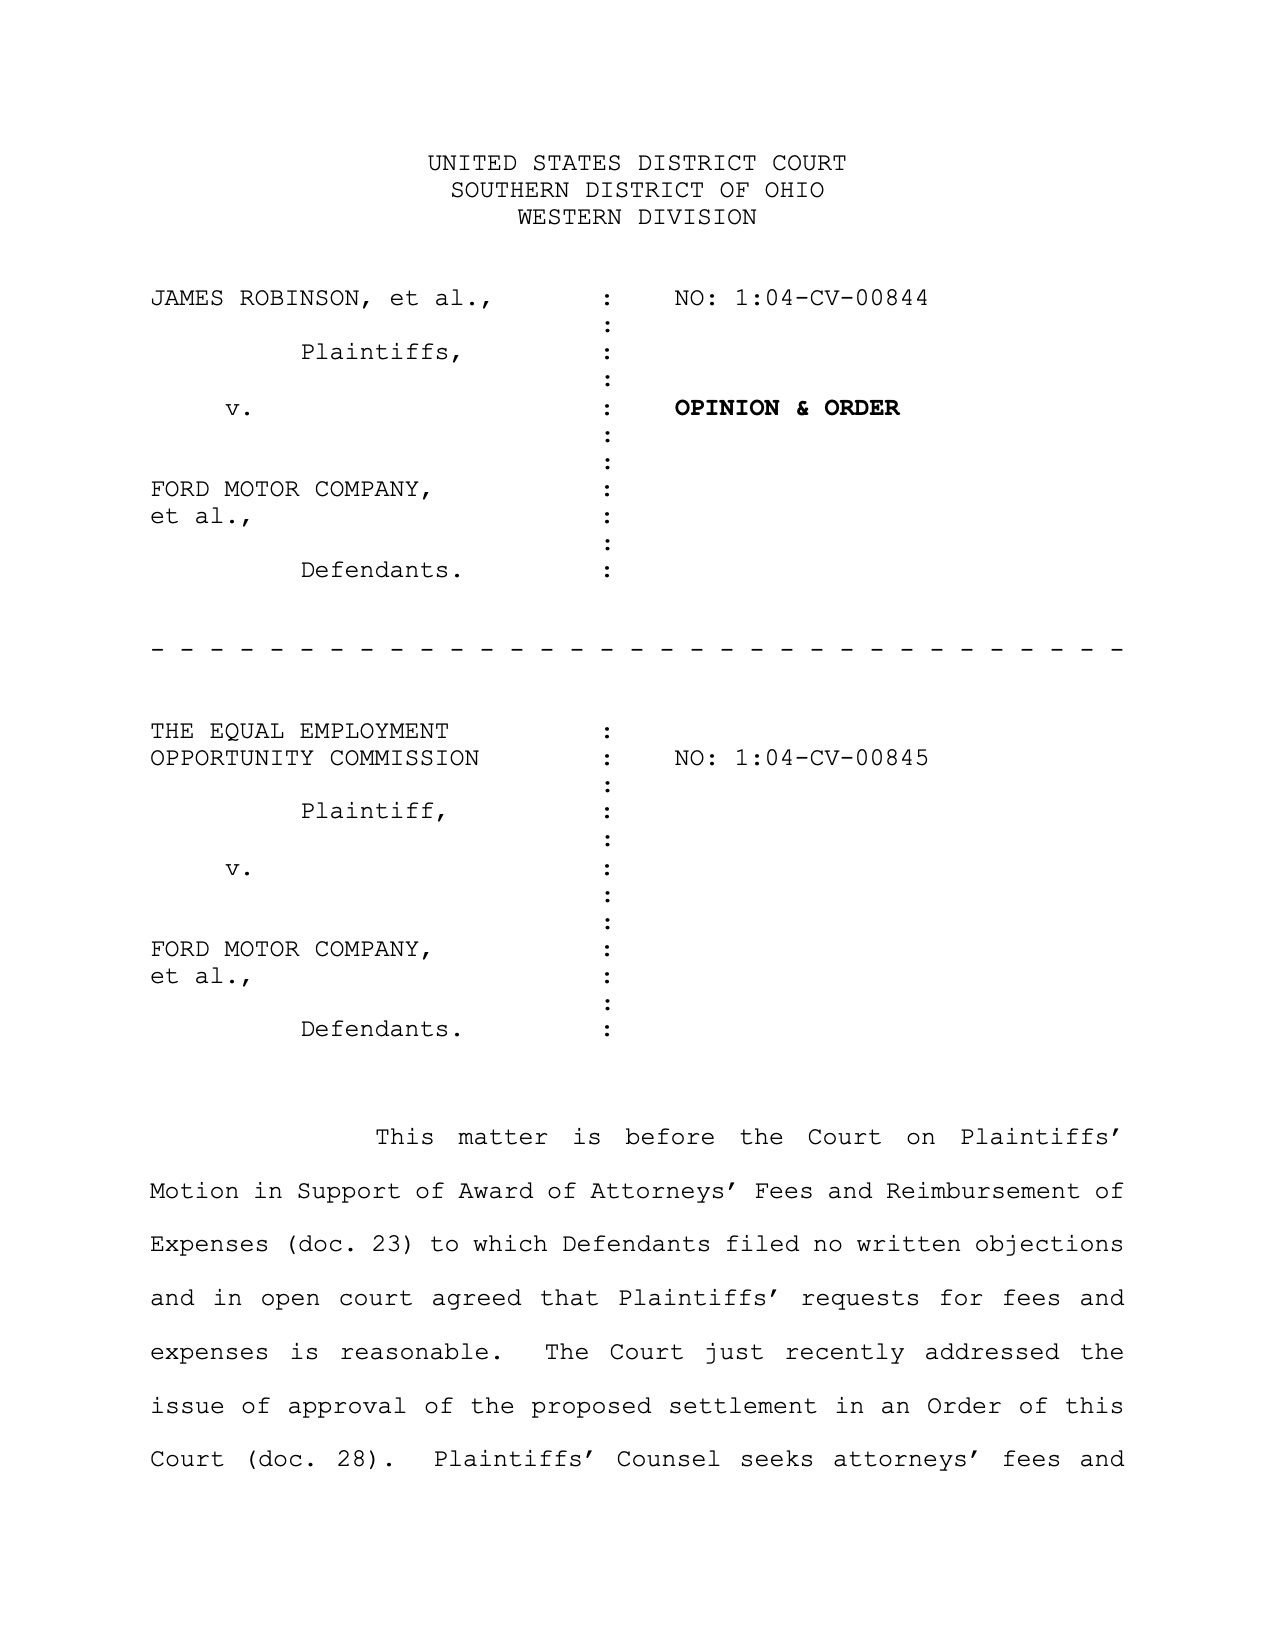 UNITED STATES DISTRICT COURT
SOUTHERN DISTRICT OF OHIO
WESTERN DIVISION
JAMES ROBINSON, et al., : NO: 1:04-CV-00844
:
Plaintiffs, :
:
v. : OPINION & ORDER
:
:
FORD MOTOR COMPANY, :
et al., :
:
Defendants. :
- - - - - - - - - - - - - - - - - - - - - - - - - - - - - - - - -
THE EQUAL EMPLOYMENT :
OPPORTUNITY COMMISSION : NO: 1:04-CV-00845
:
Plaintiff, :
:
v. :
:
:
FORD MOTOR COMPANY, :
et al., :
:
Defendants. :
This matter is before the Court on Plaintiffs’
Motion in Support of Award of Attorneys’ Fees and Reimbursement of
Expenses (doc. 23) to which Defendants filed no written objections
and in open court agreed that Plaintiffs’ requests for fees and
expenses is reasonable. The Court just recently addressed the
issue of approval of the proposed settlement in an Order of this
Court (doc. 28). Plaintiffs’ Counsel seeks attorneys’ fees and